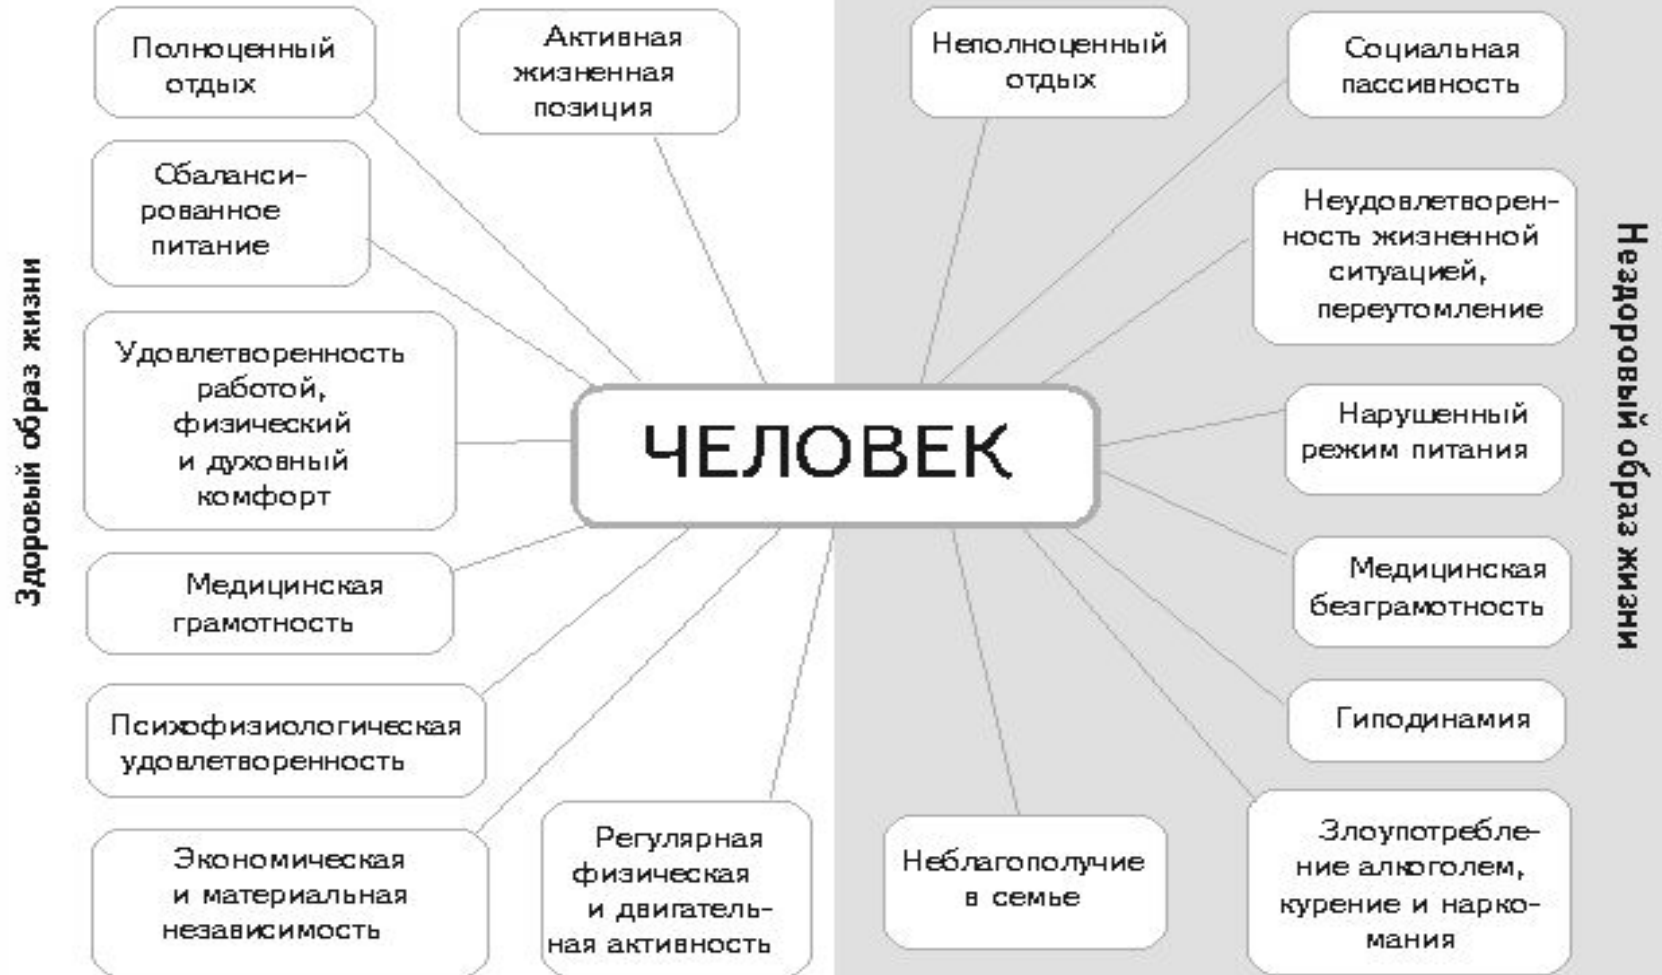 Полноценный
отдых
Активная
жизненная
позиция
Неполноценный
отдых
Социальная
пассивность
Сбаланси-
рованное
питание
Неудовлетворен-
ность жизненной
ситуацией,
переутомление
Здоровый образ жизни
Нездоровый образ жизни
Удовлетворенность
работой,
физический
и духовный
комфорт
ЧЕЛОВЕК
Нарушенный
режим питания
Медицинская
грамотность
Медицинская
безграмотность
Психофизиологическая
удовлетворенность
Гиподинамия
Экономическая
и материальная
независимость
Регулярная
физическая
и двигатель-
ная активность
Неблагополучие
в семье
Злоупотребле-
ние алкоголем,
курение и нарко-
мания